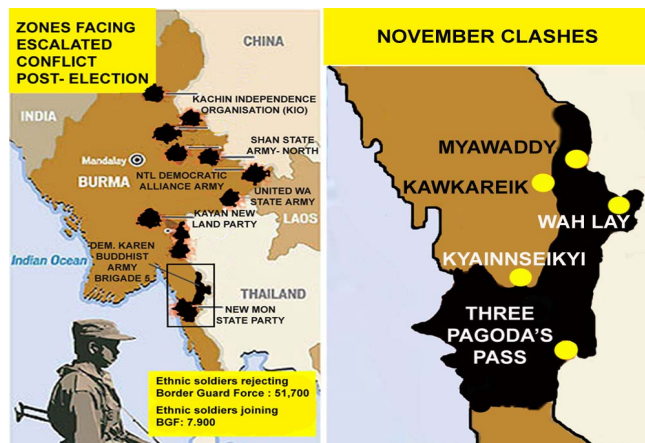 ZONES FACING
ESCALATED
CONFLICT
POST- ELECTION
CHINA
INDIA
KACHIN INDEPENDENCE
ORGANISATION (KIO)
SHAN STATE
ARMY- NORTH
Mandalay
NTL DEMOCRATIC
ALLIANCE ARMY
BURMA
UNITED WA
STATE ARMY
KAYAN NEW
LAND PARTY
LAOS
DEM. KAREN
BUDDHIST
ARMY
BRIGADE 5
Indian Ocean
THAILAND
NEW MON
STATE PARTY
Ethnic soldiers rejecting
Border Guard Force : 51,700
Ethnic soldiers joining
BGF: 7.900
NOVEMBER CLASHES
MYAWADDY
KAWKAREIK
WAH LAY
KYAINNSEIKYI
THREE
PAGODA'S
PASS